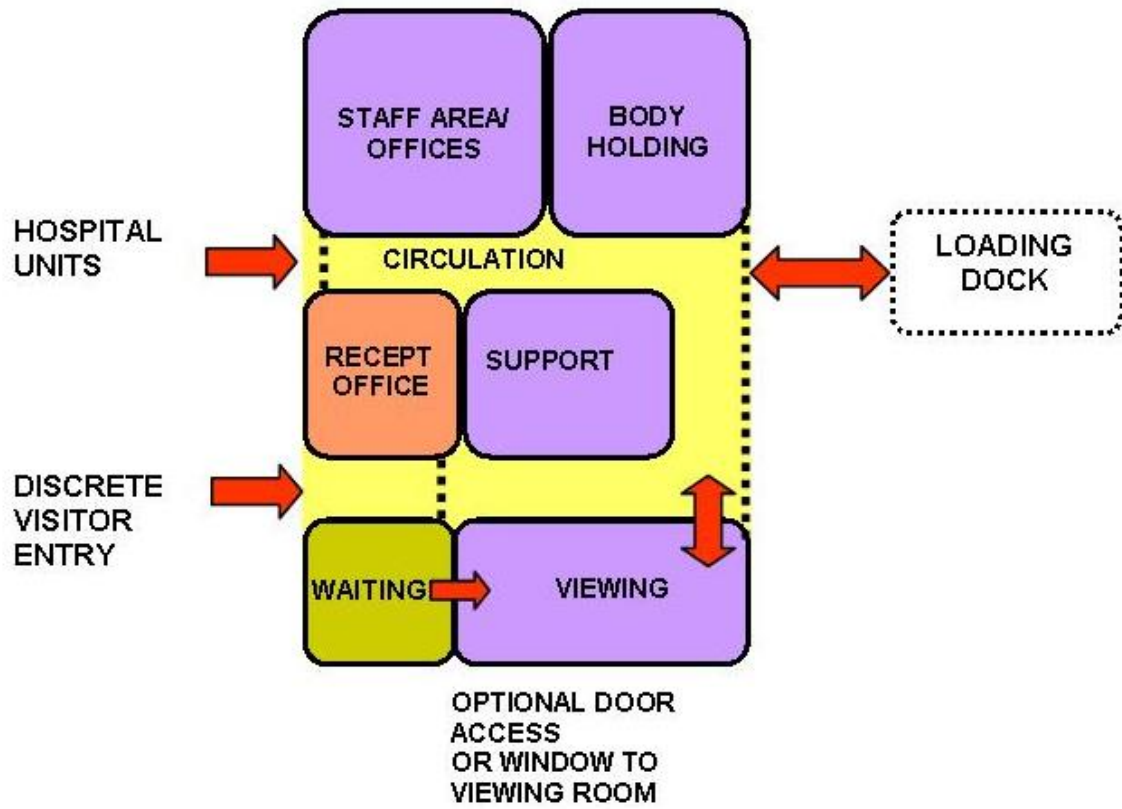 STAFF AREA/
OFFICES
BODY
HOLDING
HOSPITAL
UNITS
CIRCULATION
LOADING
DOCK
RECEPT
OFFICE
SUPPORT
DISCRETE
VISITOR
ENTRY
WAITING
VIEWING
OPTIONAL DOOR
ACCESS
OR WINDOW TO
VIEWING ROOM